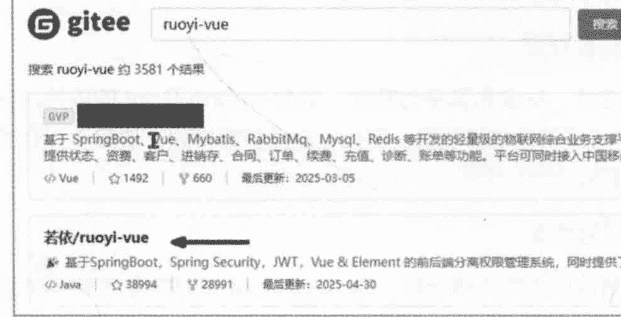 gitee
ruoyi-vue
搜索
搜索 ruoyi-vue 约 3581 个结果
GVP
基于 SpringBoot、Vue、Mybatis、RabbitMq、Mysql、Redis 等开发的轻量级的物联网综合业务支撑平
提供状态、资费、客户、进销存、合同、订单、续费、充值、诊断、账单等功能。平台可同时接入中国移
Vue | 1492 | 660 | 最后更新：2025-03-05
若依/ruoyi-vue
基于SpringBoot，Spring Security，JWT，Vue & Element 的前后端分离权限管理系统，同时提供了
Java | 38994 | 28991 | 最后更新：2025-04-30